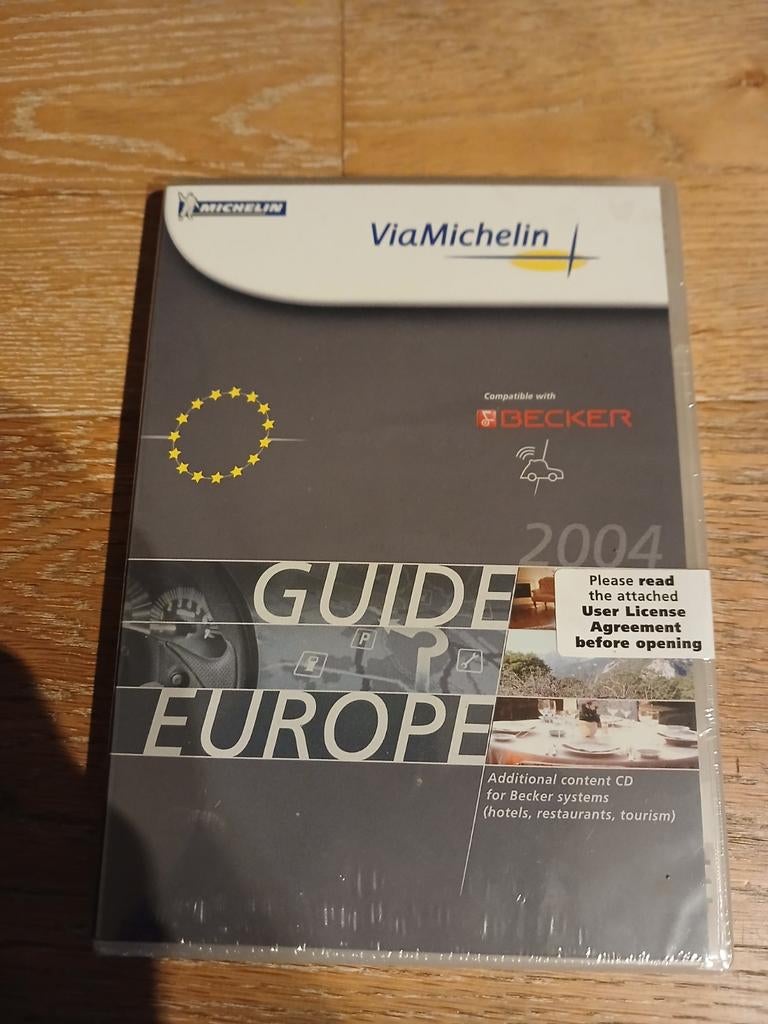 MICHELIN
ViaMichelin
Compatible with
BECKER
2004
GUIDE
EUROPE
P
Please read
the attached
User License
Agreement
before opening
Additional content CD
for Becker systems
(hotels, restaurants, tourism)